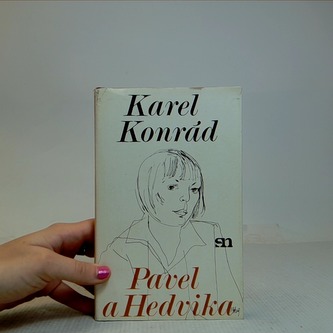 Karel
Konrád
sn
Pavel
a Hedvika